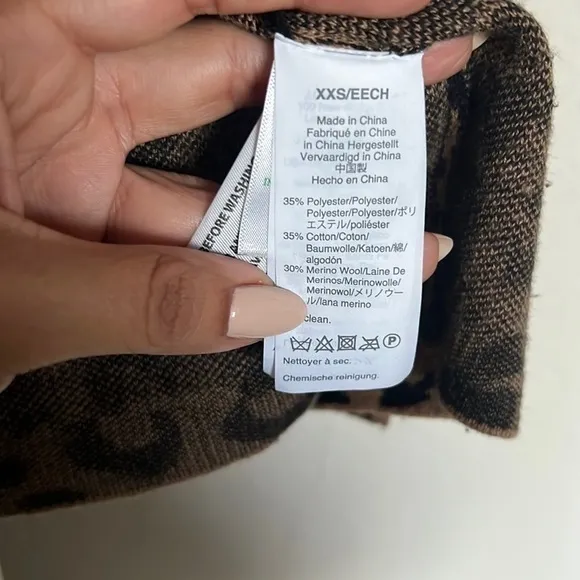 XXS/EECH
Made in China
Fabriqué en Chine
in China Hergestellt
Vervaardigd in China
中国製
Hecho en China
35% Polyester/Polyester/
Polyester/Polyester/ポリ
エステル/poliéster
35% Cotton/Coton/
Baumwolle/Katoen/綿/
algodón
30% Merino Wool/Laine De
Merinos/Merinowolle/
Merinowol/メリノウー
ル/lana merino
clean.
P
Nettoyer à sec.
Chemische reinigung.
BEFORE WASHIN